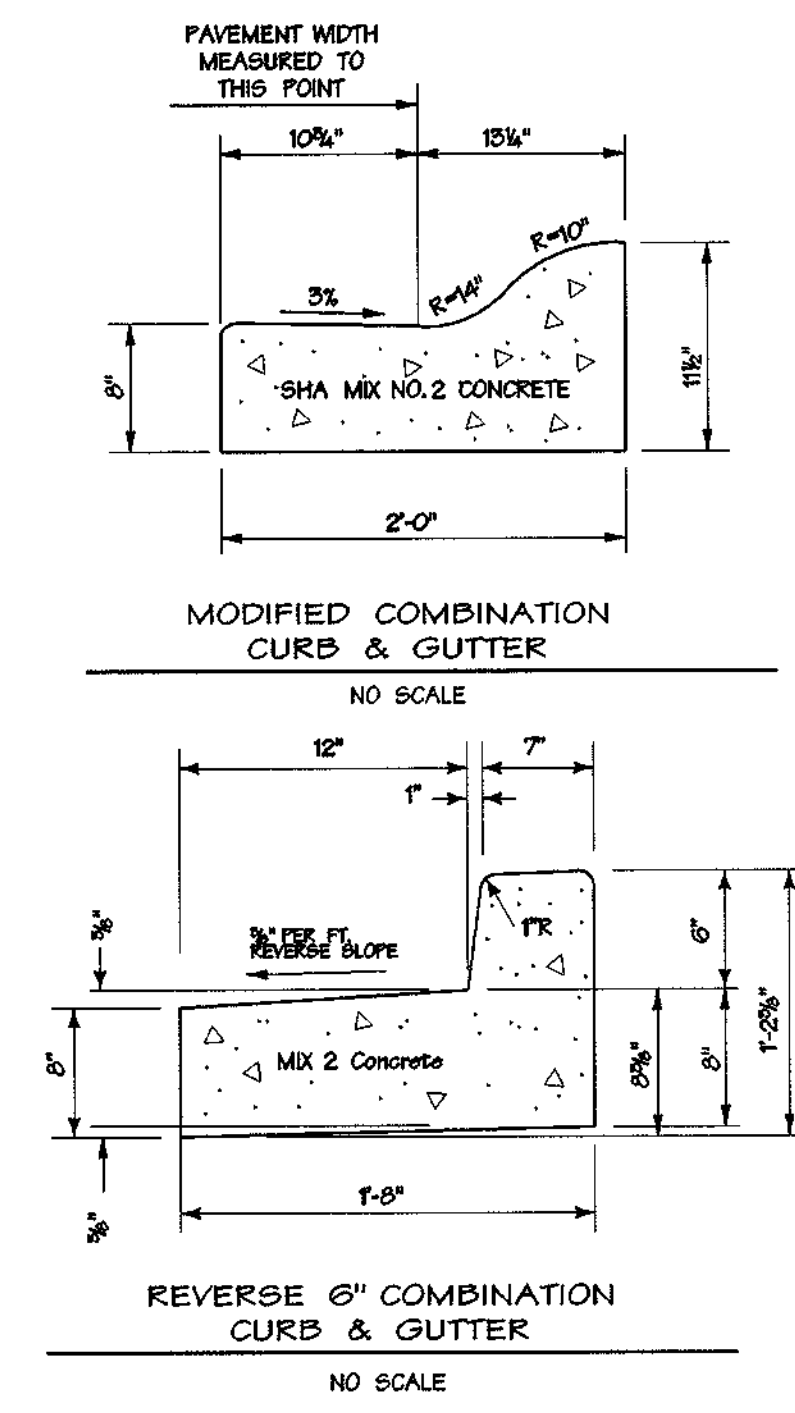 PAVEMENT WIDTH
MEASURED TO
THIS POINT
10¾"
13¼"
R=10"
3%
R=14"
8"
11½"
SHA MIX NO. 2 CONCRETE
2'-0"
MODIFIED COMBINATION
CURB & GUTTER
NO SCALE
12"
7"
1"
⅜"
⅜" PER FT.
REVERSE SLOPE
1"R
6"
1'-2⅜"
8"
MIX 2 Concrete
8⅜"
8"
⅜"
1'-8"
REVERSE 6" COMBINATION
CURB & GUTTER
NO SCALE